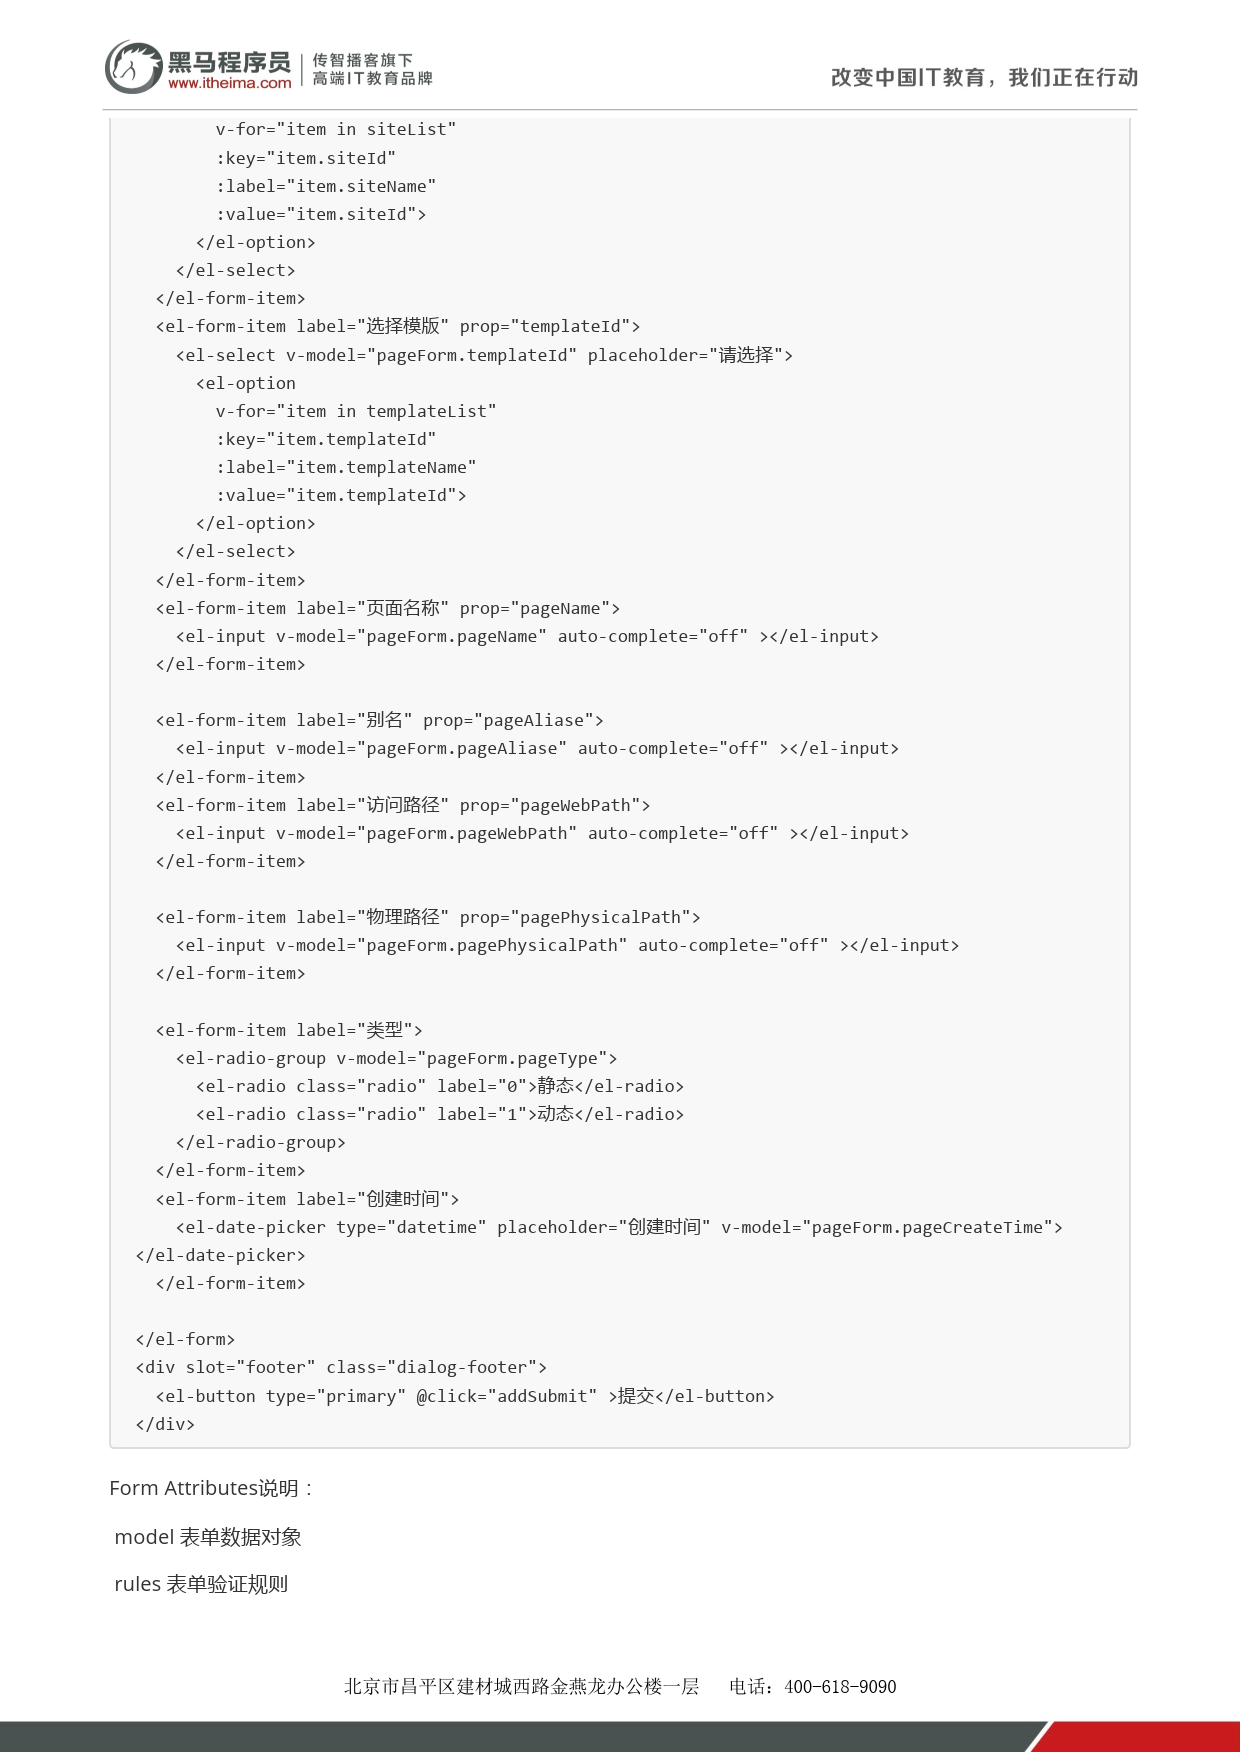 黑马程序员
www.itheima.com
传智播客旗下
高端IT教育品牌
改变中国IT教育，我们正在行动
        v-for="item in siteList"
        :key="item.siteId"
        :label="item.siteName"
        :value="item.siteId">
      </el-option>
    </el-select>
  </el-form-item>
  <el-form-item label="选择模版" prop="templateId">
    <el-select v-model="pageForm.templateId" placeholder="请选择">
      <el-option
        v-for="item in templateList"
        :key="item.templateId"
        :label="item.templateName"
        :value="item.templateId">
      </el-option>
    </el-select>
  </el-form-item>
  <el-form-item label="页面名称" prop="pageName">
    <el-input v-model="pageForm.pageName" auto-complete="off" ></el-input>
  </el-form-item>

  <el-form-item label="别名" prop="pageAliase">
    <el-input v-model="pageForm.pageAliase" auto-complete="off" ></el-input>
  </el-form-item>
  <el-form-item label="访问路径" prop="pageWebPath">
    <el-input v-model="pageForm.pageWebPath" auto-complete="off" ></el-input>
  </el-form-item>

  <el-form-item label="物理路径" prop="pagePhysicalPath">
    <el-input v-model="pageForm.pagePhysicalPath" auto-complete="off" ></el-input>
  </el-form-item>

  <el-form-item label="类型">
    <el-radio-group v-model="pageForm.pageType">
      <el-radio class="radio" label="0">静态</el-radio>
      <el-radio class="radio" label="1">动态</el-radio>
    </el-radio-group>
  </el-form-item>
  <el-form-item label="创建时间">
    <el-date-picker type="datetime" placeholder="创建时间" v-model="pageForm.pageCreateTime">
</el-date-picker>
  </el-form-item>

</el-form>
<div slot="footer" class="dialog-footer">
  <el-button type="primary" @click="addSubmit" >提交</el-button>
</div>
Form Attributes说明：
model 表单数据对象
rules 表单验证规则
北京市昌平区建材城西路金燕龙办公楼一层 电话：400-618-9090